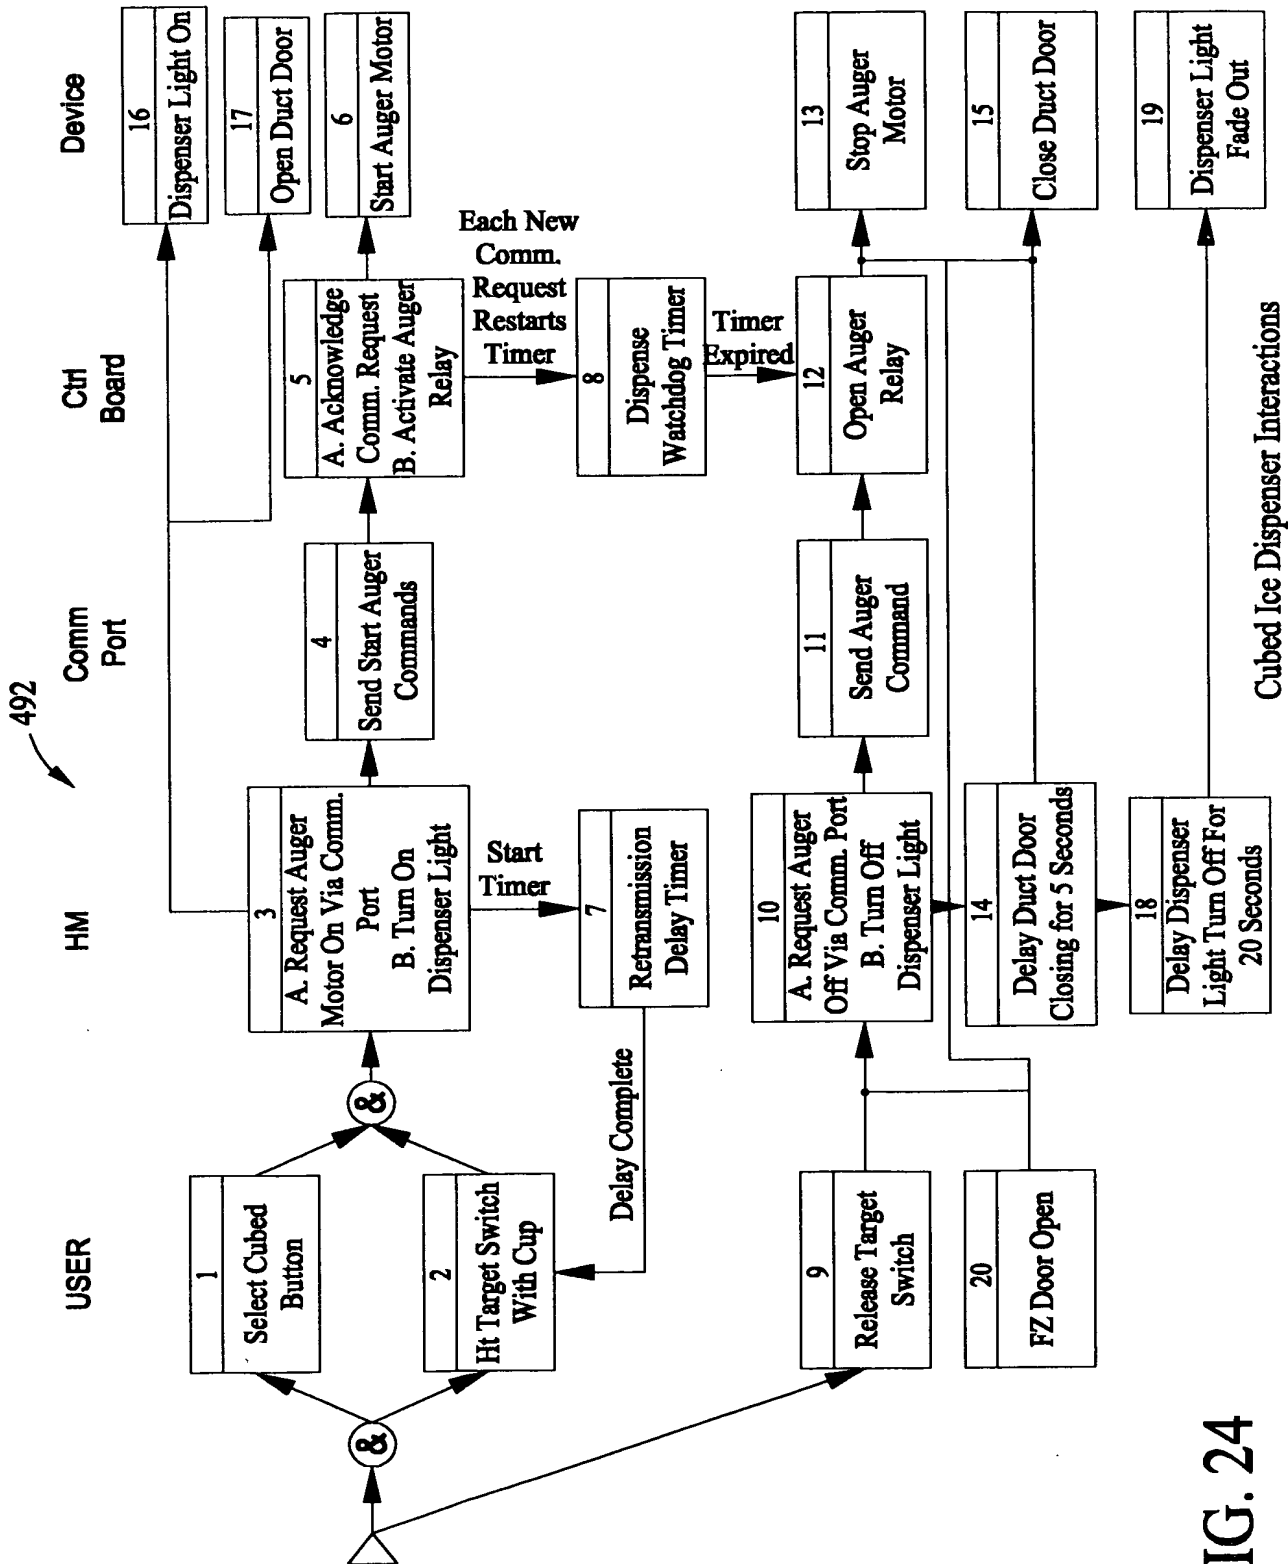 492
USER
HM
Comm
Port
Ctrl
Board
Device
&
1
Select Cubed
Button
2
Ht Target Switch
With Cup
&
3
A. Request Auger
Motor On Via Comm.
Port
B. Turn On
Dispenser Light
4
Send Start Auger
Commands
5
A. Acknowledge
Comm. Request
B. Activate Auger
Relay
16
Dispenser Light On
17
Open Duct Door
6
Start Auger Motor
Start
Timer
7
Retransmission
Delay Timer
Delay Complete
Each New
Comm.
Request
Restarts
Timer
8
Dispense
Watchdog Timer
Timer
Expired
9
Release Target
Switch
10
A. Request Auger
Off Via Comm. Port
B. Turn Off
Dispenser Light
11
Send Auger
Command
12
Open Auger
Relay
13
Stop Auger
Motor
20
FZ Door Open
14
Delay Duct Door
Closing for 5 Seconds
15
Close Duct Door
18
Delay Dispenser
Light Turn Off For
20 Seconds
19
Dispenser Light
Fade Out
Cubed Ice Dispenser Interactions
IG. 24